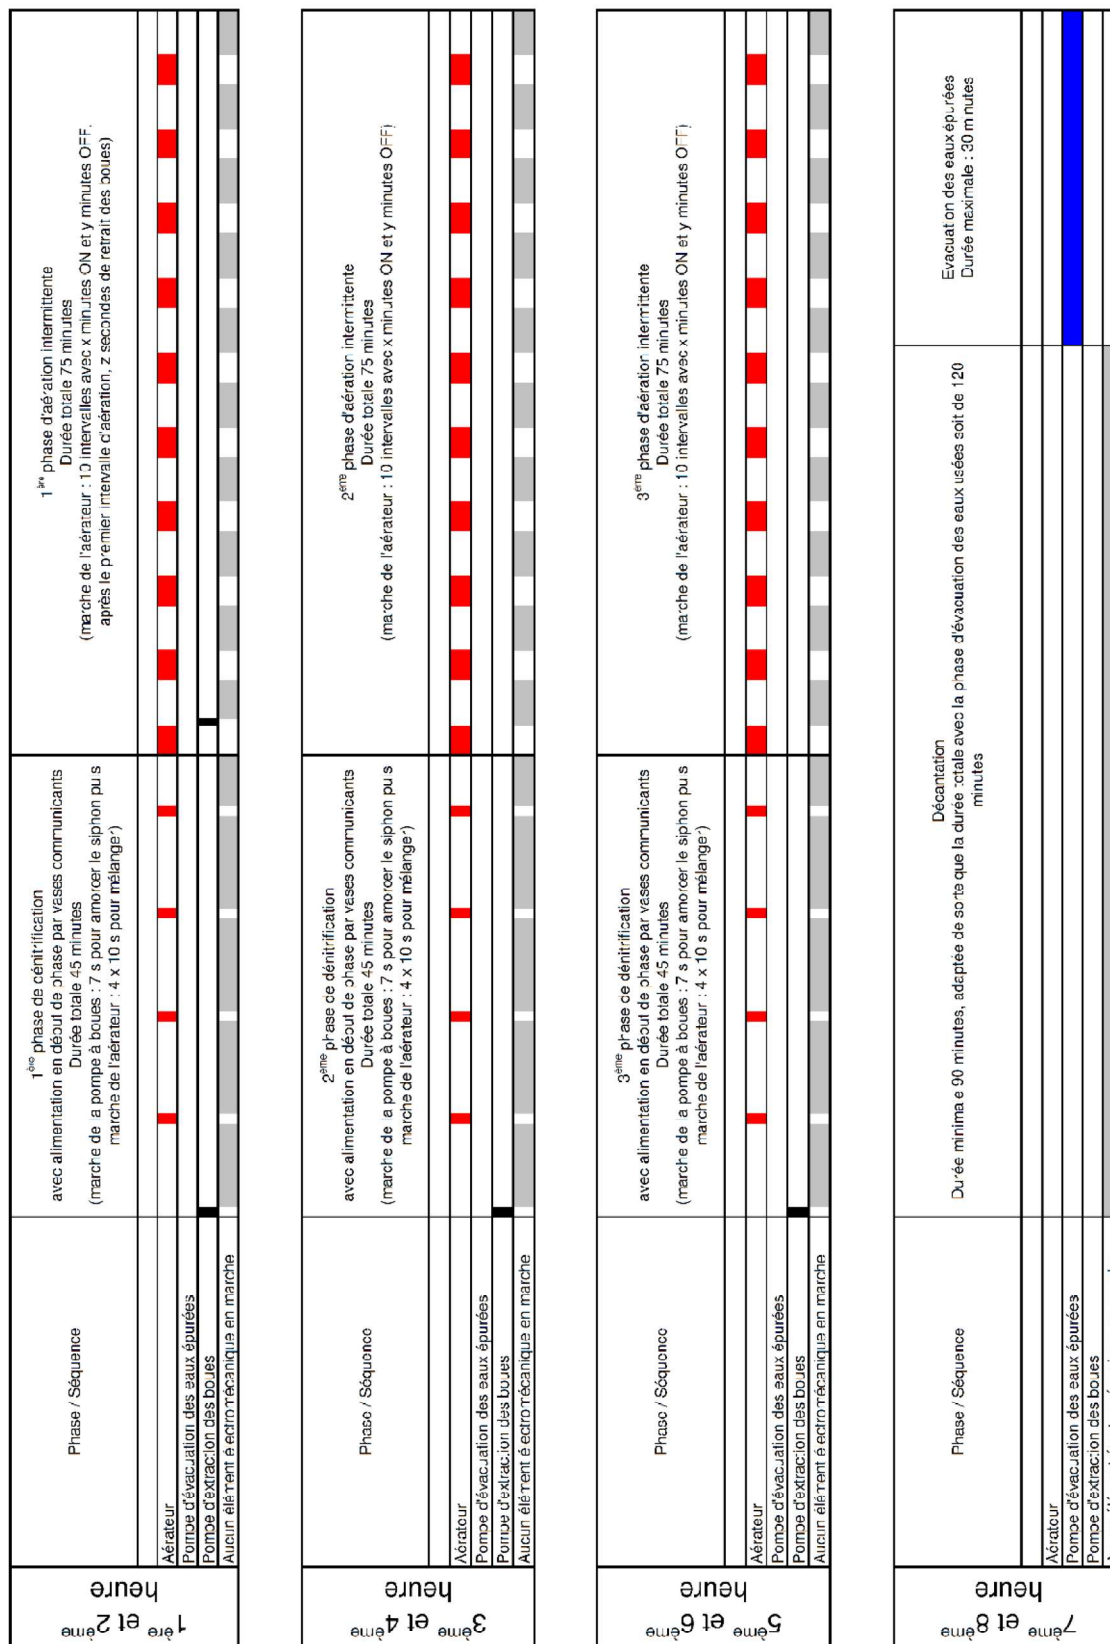 1ère et 2ème
heure
Phase / Séquence
1ère phase de cénitrification
avec alimentation en début de phase par vases communicants
Durée totale 45 minutes
(marche de la pompe à boues : 7 s pour amorcer le siphon puis
marche de l'aérateur : 4 x 10 s pour mélanger)
1ère phase d'aération intermittente
Durée totale 75 minutes
(marche de l'aérateur : 10 intervalles avec x minutes ON et y minutes OFF,
après le premier intervalle d'aération, z secondes de retrait des boues)
Aérateur
Pompe d'évacuation des eaux épurées
Pompe d'extraction des boues
Aucun élément électromécanique en marche
3ème et 4ème
heure
Phase / Séquence
2ème phase de dénitrification
avec alimentation en début de phase par vases communicants
Durée totale 45 minutes
(marche de la pompe à boues : 7 s pour amorcer le siphon puis
marche de l'aérateur : 4 x 10 s pour mélanger)
2ème phase d'aération intermittente
Durée totale 75 minutes
(marche de l'aérateur : 10 intervalles avec x minutes ON et y minutes OFF)
Aérateur
Pompe d'évacuation des eaux épurées
Pompe d'extraction des boues
Aucun élément électromécanique en marche
5ème et 6ème
heure
Phase / Séquence
3ème phase de dénitrification
avec alimentation en début de phase par vases communicants
Durée totale 45 minutes
(marche de la pompe à boues : 7 s pour amorcer le siphon puis
marche de l'aérateur : 4 x 10 s pour mélanger)
3ème phase d'aération intermittente
Durée totale 75 minutes
(marche de l'aérateur : 10 intervalles avec x minutes ON et y minutes OFF)
Aérateur
Pompe d'évacuation des eaux épurées
Pompe d'extraction des boues
Aucun élément électromécanique en marche
7ème et 8ème
heure
Phase / Séquence
Décantation
Durée minimale 90 minutes, adaptée de sorte que la durée totale avec la phase d'évacuation des eaux usées soit de 120
minutes
Evacuation des eaux épurées
Durée maximale : 30 minutes
Aérateur
Pompe d'évacuation des eaux épurées
Pompe d'extraction des boues